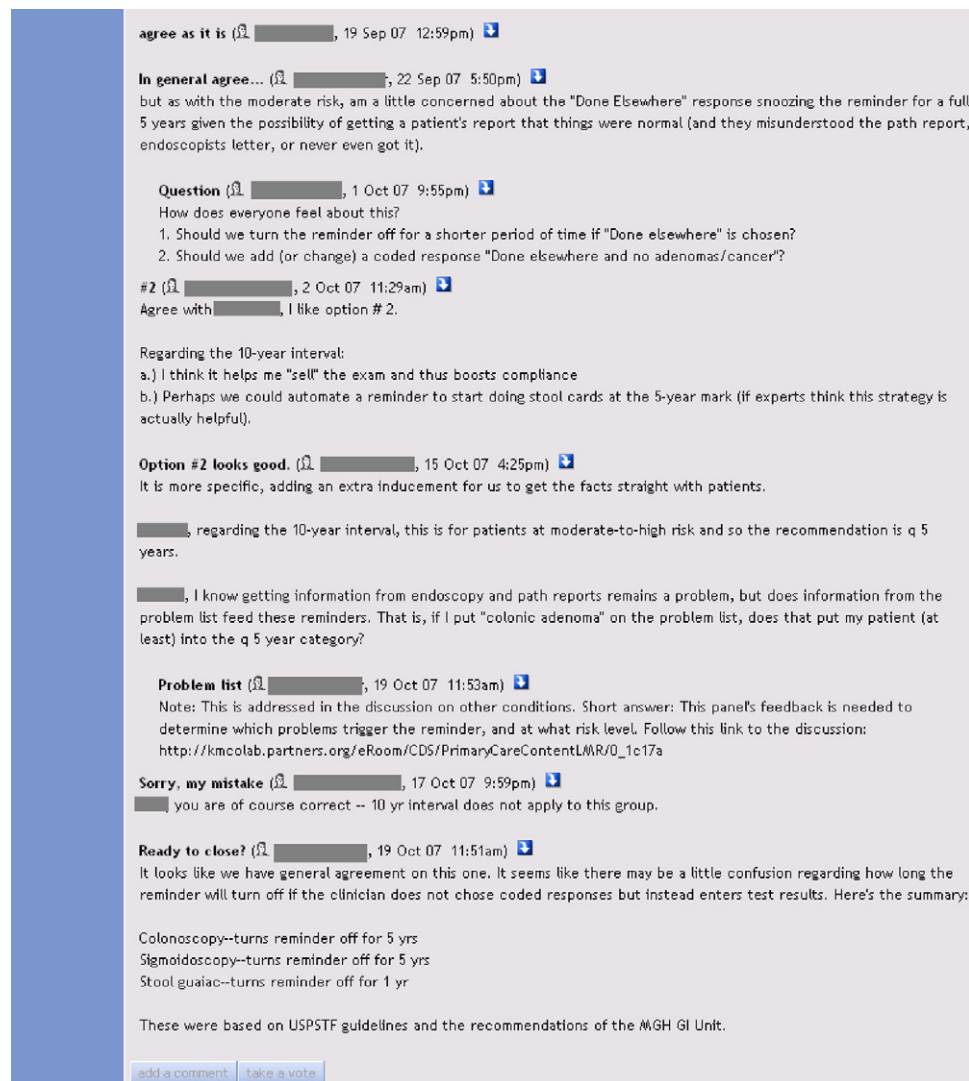 agree as it is (, 19 Sep 07 12:59pm)
In general agree... (, 22 Sep 07 5:50pm)
but as with the moderate risk, am a little concerned about the "Done Elsewhere" response snoozing the reminder for a full
5 years given the possibility of getting a patient's report that things were normal (and they misunderstood the path report,
endoscopists letter, or never even got it).
Question (, 1 Oct 07 9:55pm)
How does everyone feel about this?
1. Should we turn the reminder off for a shorter period of time if "Done elsewhere" is chosen?
2. Should we add (or change) a coded response "Done elsewhere and no adenomas/cancer"?
#2 (, 2 Oct 07 11:29am)
Agree with , I like option # 2.
Regarding the 10-year interval:
a.) I think it helps me "sell" the exam and thus boosts compliance
b.) Perhaps we could automate a reminder to start doing stool cards at the 5-year mark (if experts think this strategy is
actually helpful).
Option #2 looks good. (, 15 Oct 07 4:25pm)
It is more specific, adding an extra inducement for us to get the facts straight with patients.
, regarding the 10-year interval, this is for patients at moderate-to-high risk and so the recommendation is q 5
years.
, I know getting information from endoscopy and path reports remains a problem, but does information from the
problem list feed these reminders. That is, if I put "colonic adenoma" on the problem list, does that put my patient (at
least) into the q 5 year category?
Problem list (, 19 Oct 07 11:53am)
Note: This is addressed in the discussion on other conditions. Short answer: This panel's feedback is needed to
determine which problems trigger the reminder, and at what risk level. Follow this link to the discussion:
http://kmcolab.partners.org/eRoom/CDS/PrimaryCareContentLMR/0_1c17a
Sorry, my mistake (, 17 Oct 07 9:59pm)
you are of course correct -- 10 yr interval does not apply to this group.
Ready to close? (, 19 Oct 07 11:51am)
It looks like we have general agreement on this one. It seems like there may be a little confusion regarding how long the
reminder will turn off if the clinician does not chose coded responses but instead enters test results. Here's the summary:
Colonoscopy--turns reminder off for 5 yrs
Sigmoidoscopy--turns reminder off for 5 yrs
Stool guaiac--turns reminder off for 1 yr
These were based on USPSTF guidelines and the recommendations of the MGH GI Unit.
add a comment take a vote